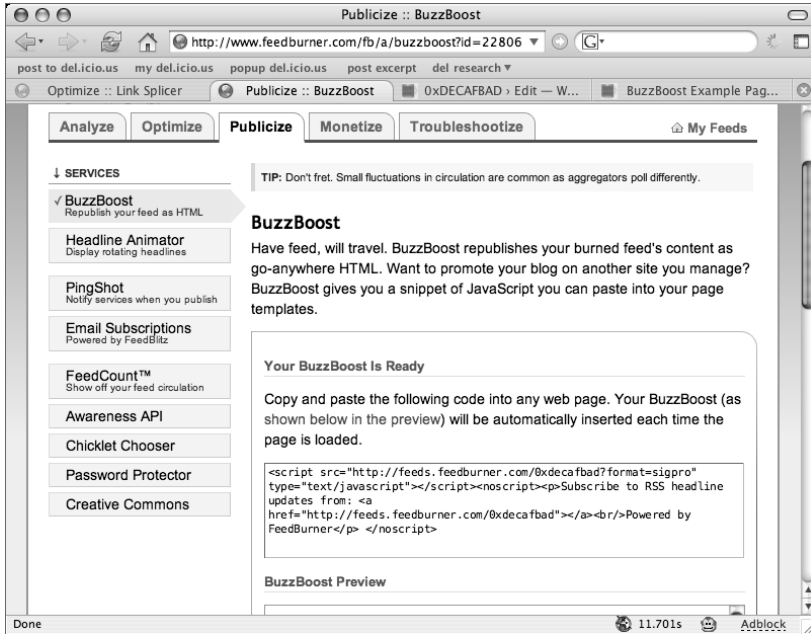 Publicize :: BuzzBoost
http://www.feedburner.com/fb/a/buzzboost?id=22806
G
post to del.icio.us my del.icio.us popup del.icio.us post excerpt del research
Optimize :: Link Splicer Publicize :: BuzzBoost 0xDECAFBAD › Edit — W... BuzzBoost Example Pag...
Analyze Optimize Publicize Monetize Troubleshootize My Feeds
↓ SERVICES
✓ BuzzBoost
Republish your feed as HTML
Headline Animator
Display rotating headlines
PingShot
Notify services when you publish
Email Subscriptions
Powered by FeedBlitz
FeedCount™
Show off your feed circulation
Awareness API
Chicklet Chooser
Password Protector
Creative Commons
TIP: Don't fret. Small fluctuations in circulation are common as aggregators poll differently.
BuzzBoost
Have feed, will travel. BuzzBoost republishes your burned feed's content as
go-anywhere HTML. Want to promote your blog on another site you manage?
BuzzBoost gives you a snippet of JavaScript you can paste into your page
templates.
Your BuzzBoost Is Ready
Copy and paste the following code into any web page. Your BuzzBoost (as
shown below in the preview) will be automatically inserted each time the
page is loaded.
<script src="http://feeds.feedburner.com/0xdecafbad?format=sigpro"
type="text/javascript"></script><noscript><p>Subscribe to RSS headline
updates from: <a
href="http://feeds.feedburner.com/0xdecafbad"></a><br/>Powered by
FeedBurner</p> </noscript>
BuzzBoost Preview
Done 11.701s Adblock